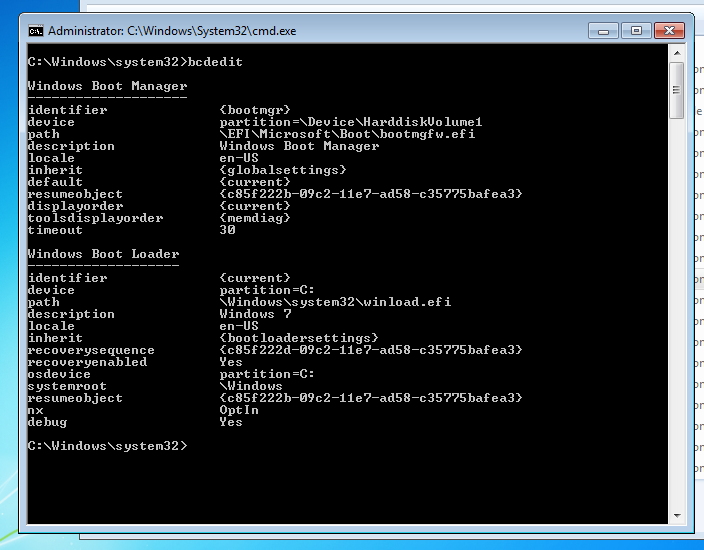 Administrator: C:\Windows\System32\cmd.exe
C:\Windows\system32>bcdedit
Windows Boot Manager
--------------------
identifier              {bootmgr}
device                  partition=\Device\HarddiskVolume1
path                    \EFI\Microsoft\Boot\bootmgfw.efi
description             Windows Boot Manager
locale                  en-US
inherit                 {globalsettings}
default                 {current}
resumeobject            {c85f222b-09c2-11e7-ad58-c35775bafea3}
displayorder            {current}
toolsdisplayorder       {memdiag}
timeout                 30
Windows Boot Loader
-------------------
identifier              {current}
device                  partition=C:
path                    \Windows\system32\winload.efi
description             Windows 7
locale                  en-US
inherit                 {bootloadersettings}
recoverysequence        {c85f222d-09c2-11e7-ad58-c35775bafea3}
recoveryenabled         Yes
osdevice                partition=C:
systemroot              \Windows
resumeobject            {c85f222b-09c2-11e7-ad58-c35775bafea3}
nx                      OptIn
debug                   Yes
C:\Windows\system32>